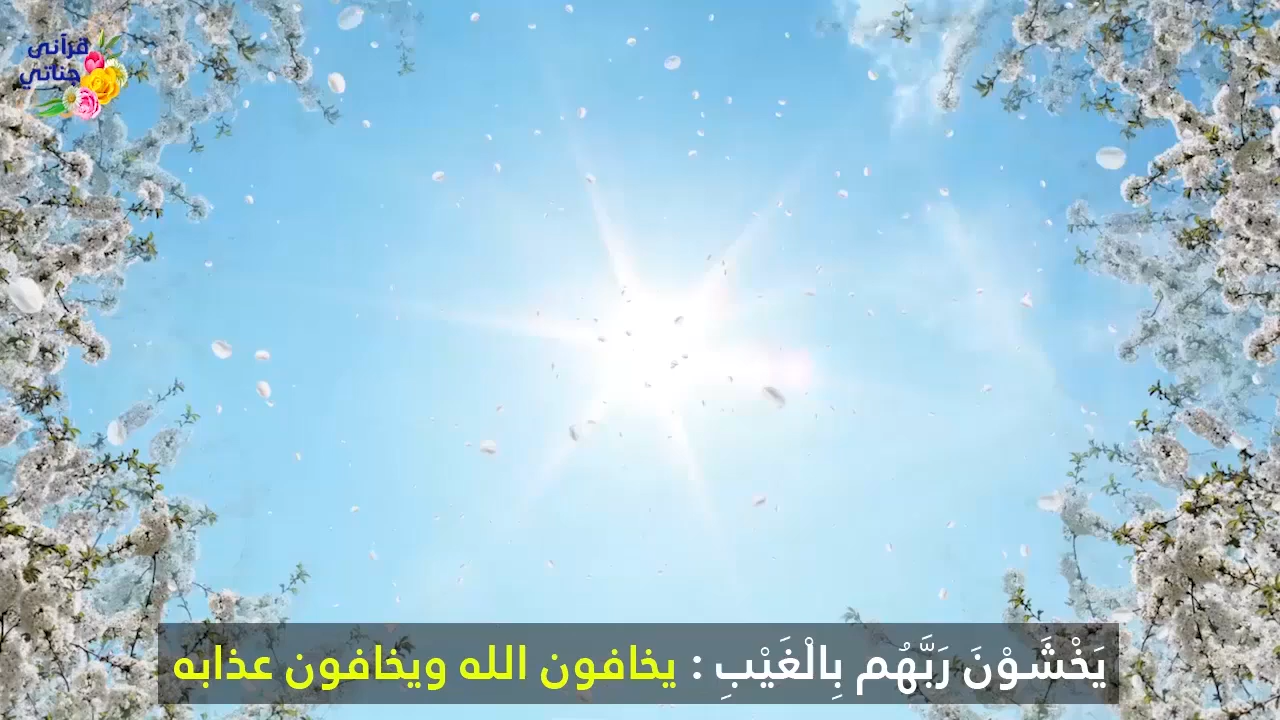 قرآني
جناتي
يَخْشَوْنَ رَبَّهُم بِالْغَيْبِ : يخافون الله ويخافون عذابه